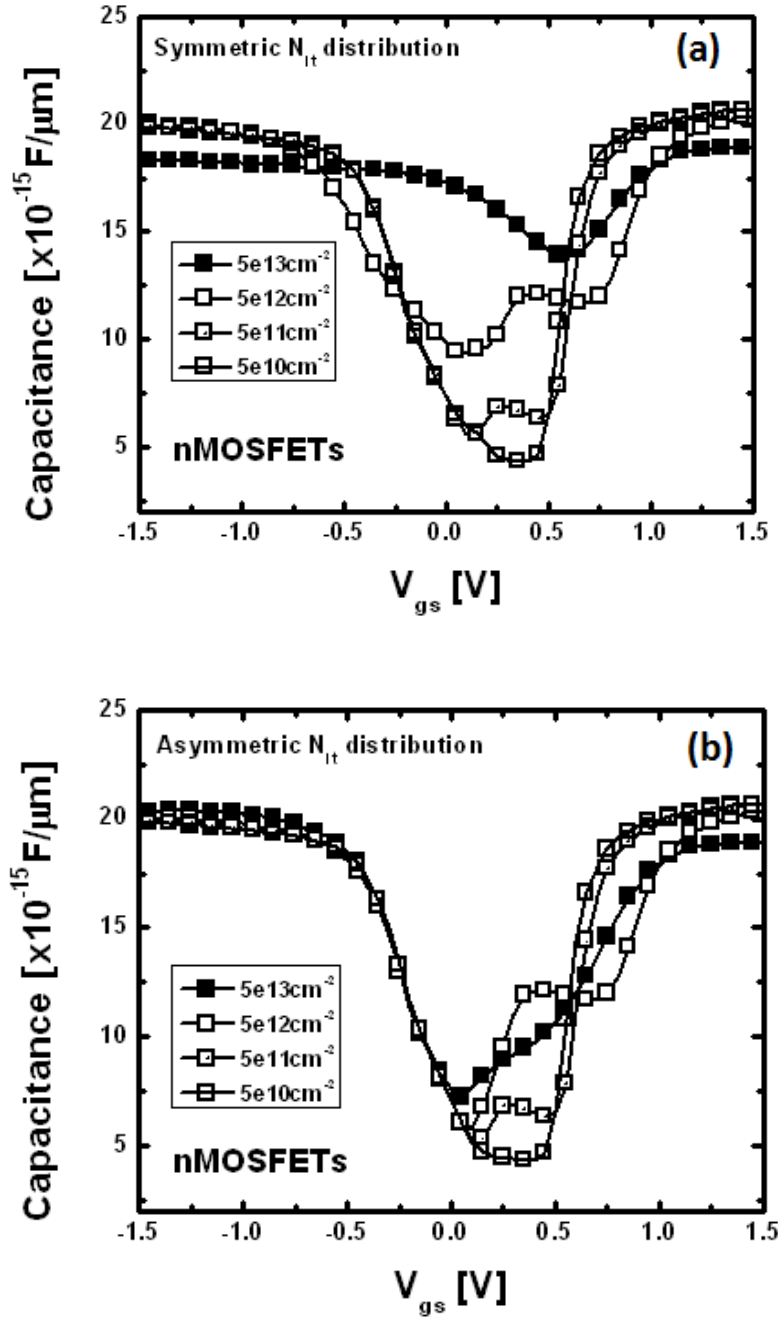 25
Symmetric N_It distribution
(a)
20
15
10
5
Capacitance [x10⁻¹⁵ F/μm]
5e13cm⁻²
5e12cm⁻²
5e11cm⁻²
5e10cm⁻²
nMOSFETs
-1.5 -1.0 -0.5 0.0 0.5 1.0 1.5
V_gs [V]
25
Asymmetric N_It distribution
(b)
20
15
10
5
Capacitance [x10⁻¹⁵ F/μm]
5e13cm⁻²
5e12cm⁻²
5e11cm⁻²
5e10cm⁻²
nMOSFETs
-1.5 -1.0 -0.5 0.0 0.5 1.0 1.5
V_gs [V]